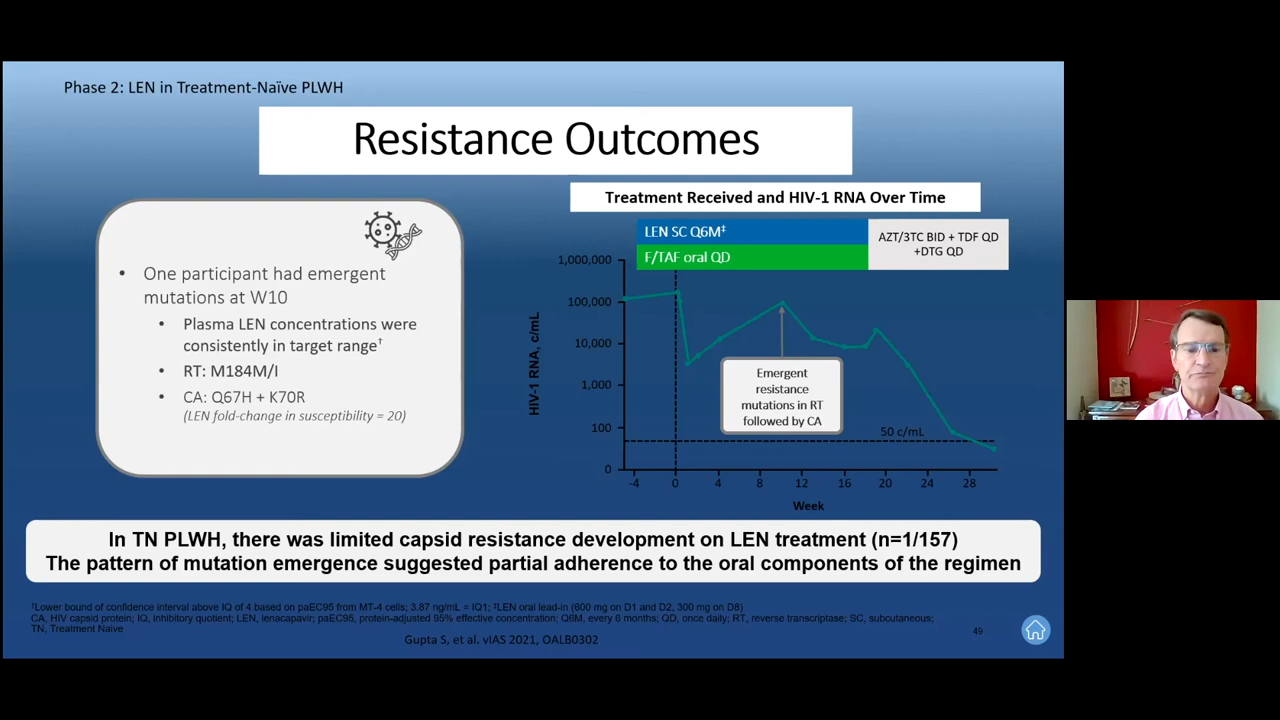 Phase 2: LEN in Treatment-Naïve PLWH
Resistance Outcomes
• One participant had emergent
mutations at W10
• Plasma LEN concentrations were
consistently in target range†
• RT: M184M/I
• CA: Q67H + K70R
(LEN fold-change in susceptibility = 20)
Treatment Received and HIV-1 RNA Over Time
LEN SC Q6M‡
F/TAF oral QD
AZT/3TC BID + TDF QD
+DTG QD
HIV-1 RNA, c/mL
1,000,000
100,000
10,000
1,000
100
0
Emergent
resistance
mutations in RT
followed by CA
50 c/mL
-4 0 4 8 12 16 20 24 28
Week
In TN PLWH, there was limited capsid resistance development on LEN treatment (n=1/157)
The pattern of mutation emergence suggested partial adherence to the oral components of the regimen
†Lower bound of confidence interval above IQ of 4 based on paEC95 from MT-4 cells; 3.87 ng/mL = IQ1; ‡LEN oral lead-in (600 mg on D1 and D2, 300 mg on D8)
CA, HIV capsid protein; IQ, inhibitory quotient; LEN, lenacapavir; paEC95, protein-adjusted 95% effective concentration; Q6M, every 6 months; QD, once daily; RT, reverse transcriptase; SC, subcutaneous;
TN, Treatment Naive
Gupta S, et al. vIAS 2021, OALB0302
49